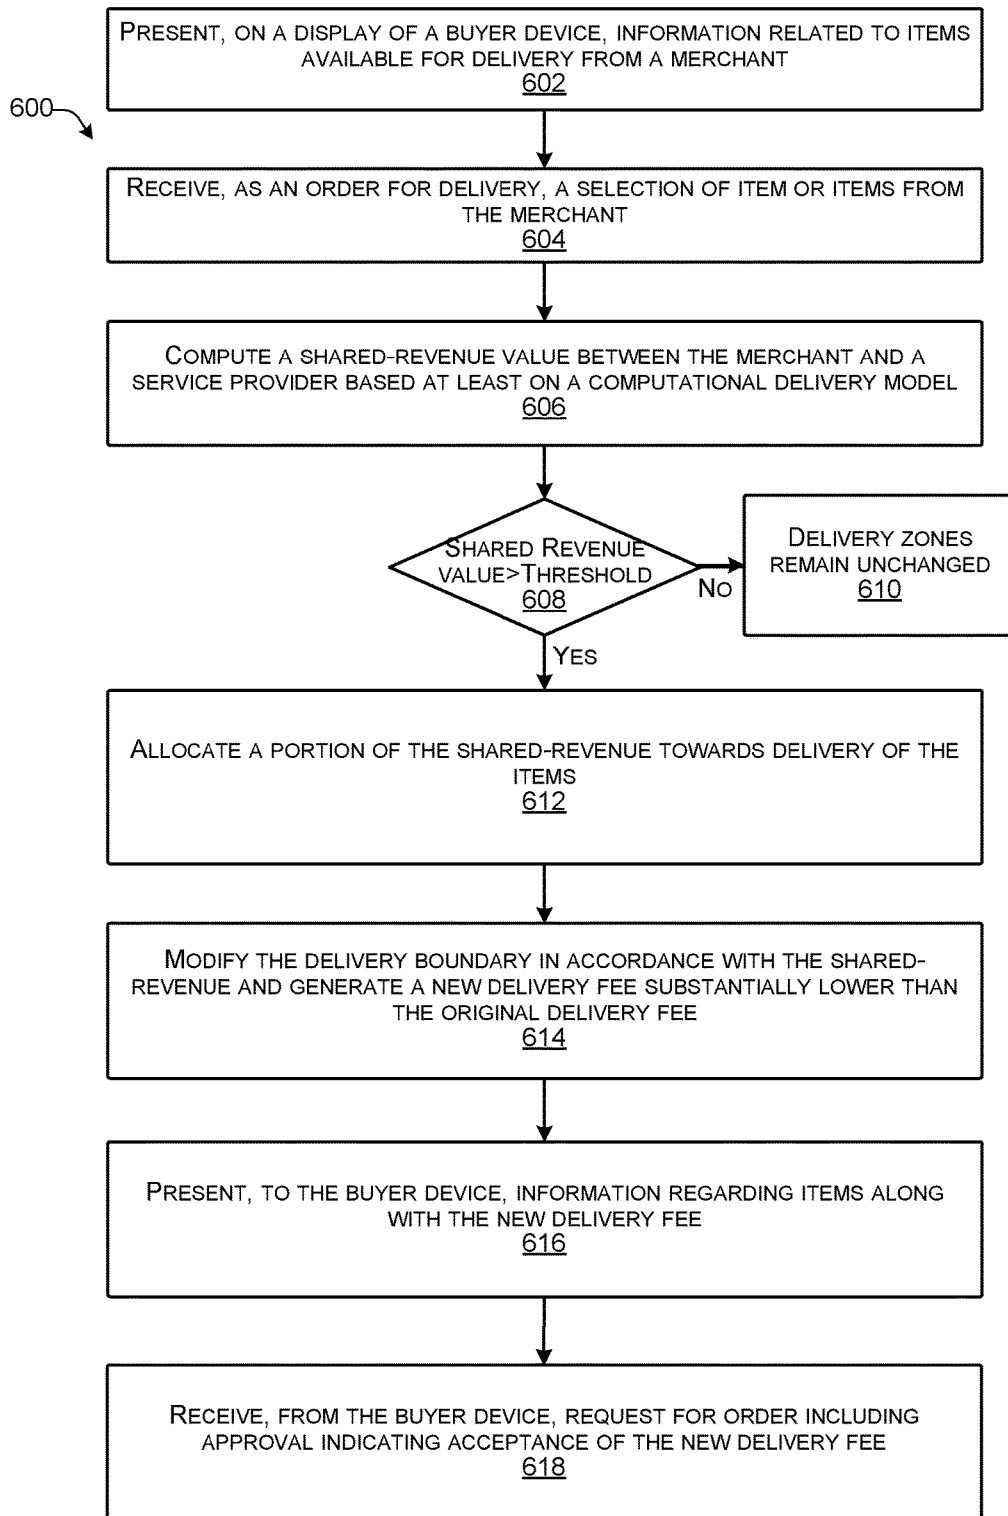 PRESENT, ON A DISPLAY OF A BUYER DEVICE, INFORMATION RELATED TO ITEMS
AVAILABLE FOR DELIVERY FROM A MERCHANT
602
600
RECEIVE, AS AN ORDER FOR DELIVERY, A SELECTION OF ITEM OR ITEMS FROM
THE MERCHANT
604
COMPUTE A SHARED-REVENUE VALUE BETWEEN THE MERCHANT AND A
SERVICE PROVIDER BASED AT LEAST ON A COMPUTATIONAL DELIVERY MODEL
606
SHARED REVENUE
VALUE>THRESHOLD
608
NO
DELIVERY ZONES
REMAIN UNCHANGED
610
YES
ALLOCATE A PORTION OF THE SHARED-REVENUE TOWARDS DELIVERY OF THE
ITEMS
612
MODIFY THE DELIVERY BOUNDARY IN ACCORDANCE WITH THE SHARED-
REVENUE AND GENERATE A NEW DELIVERY FEE SUBSTANTIALLY LOWER THAN
THE ORIGINAL DELIVERY FEE
614
PRESENT, TO THE BUYER DEVICE, INFORMATION REGARDING ITEMS ALONG
WITH THE NEW DELIVERY FEE
616
RECEIVE, FROM THE BUYER DEVICE, REQUEST FOR ORDER INCLUDING
APPROVAL INDICATING ACCEPTANCE OF THE NEW DELIVERY FEE
618